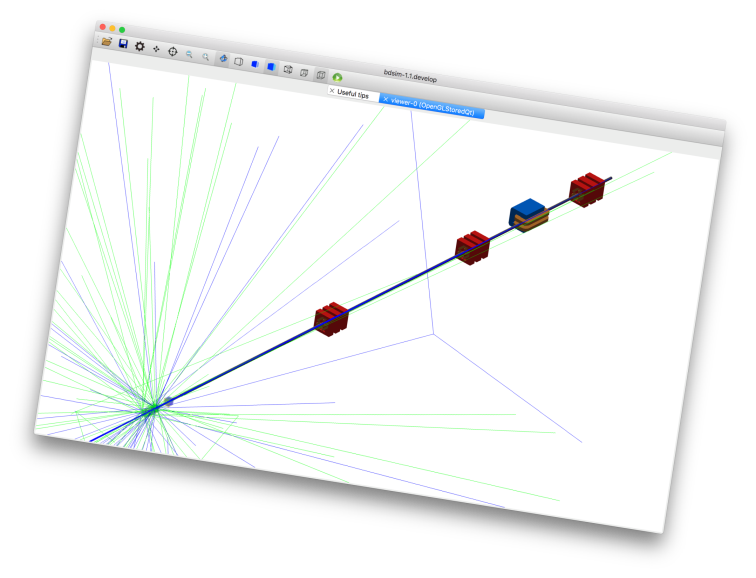 bdsim-1.1.develop
× Useful tips
× viewer-0 (OpenGLStoredQt)